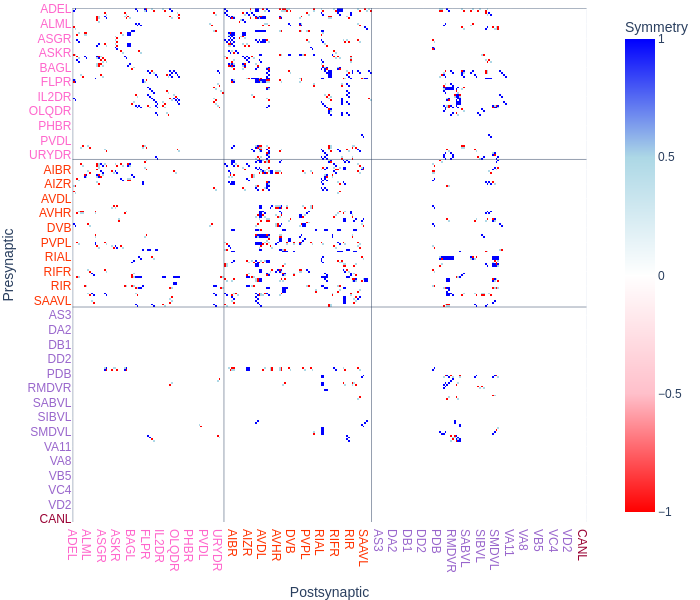 Symmetry
1
0.5
0
−0.5
−1
Presynaptic
ADEL
ALML
ASGR
ASKR
BAGL
FLPR
IL2DR
OLQDR
PHBR
PVDL
URYDR
AIBR
AIZR
AVDL
AVHR
DVB
PVPL
RIAL
RIFR
RIR
SAAVL
AS3
DA2
DB1
DD2
PDB
RMDVR
SABVL
SIBVL
SMDVL
VA11
VA8
VB5
VC4
VD2
CANL
ADEL
ALML
ASGR
ASKR
BAGL
FLPR
IL2DR
OLQDR
PHBR
PVDL
URYDR
AIBR
AIZR
AVDL
AVHR
DVB
PVPL
RIAL
RIFR
RIR
SAAVL
AS3
DA2
DB1
DD2
PDB
RMDVR
SABVL
SIBVL
SMDVL
VA11
VA8
VB5
VC4
VD2
CANL
Postsynaptic